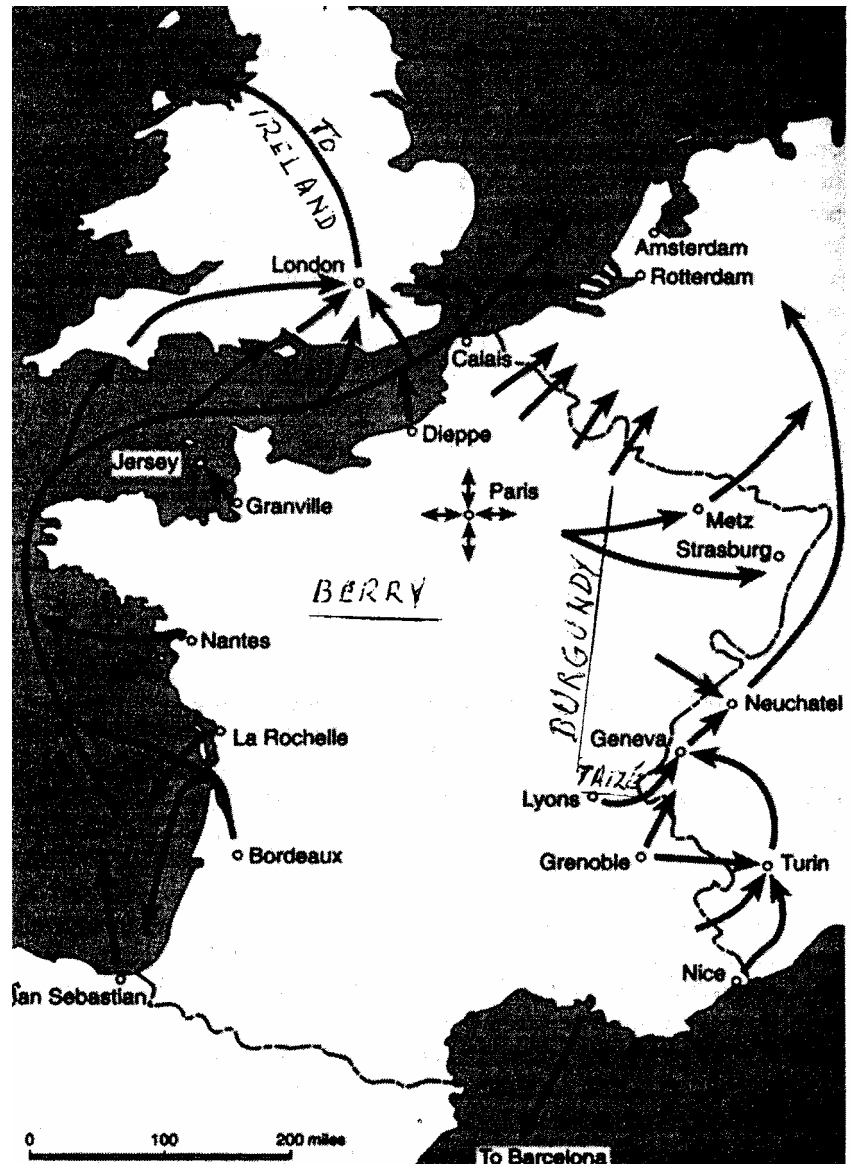 TO
IRELAND
London
Amsterdam
Rotterdam
Calais
Dieppe
Jersey
Granville
Paris
Metz
Strasburg
BERRY
BURGUNDY
Nantes
Neuchatel
La Rochelle
Geneva
TAIZÉ
Lyons
Bordeaux
Grenoble
Turin
Nice
San Sebastian
0 100 200 miles
To Barcelona